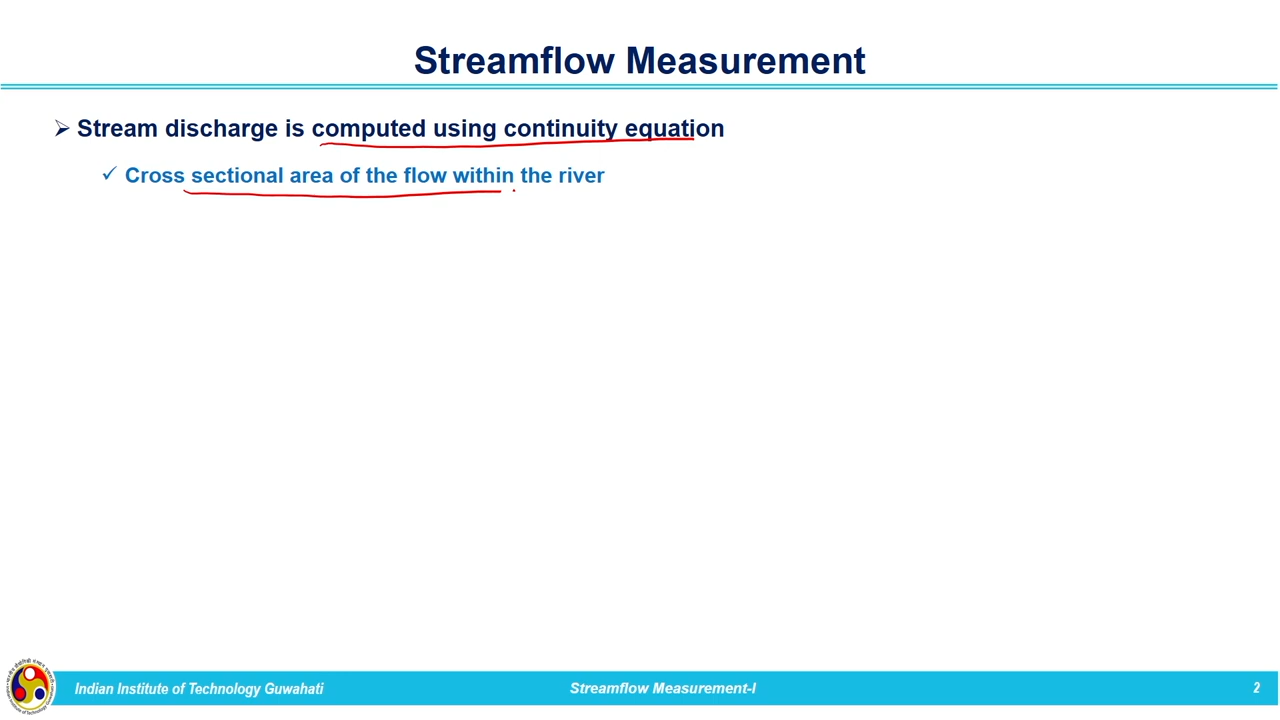 Streamflow Measurement
Stream discharge is computed using continuity equation
Cross sectional area of the flow within the river
Indian Institute of Technology Guwahati
Streamflow Measurement-I
2